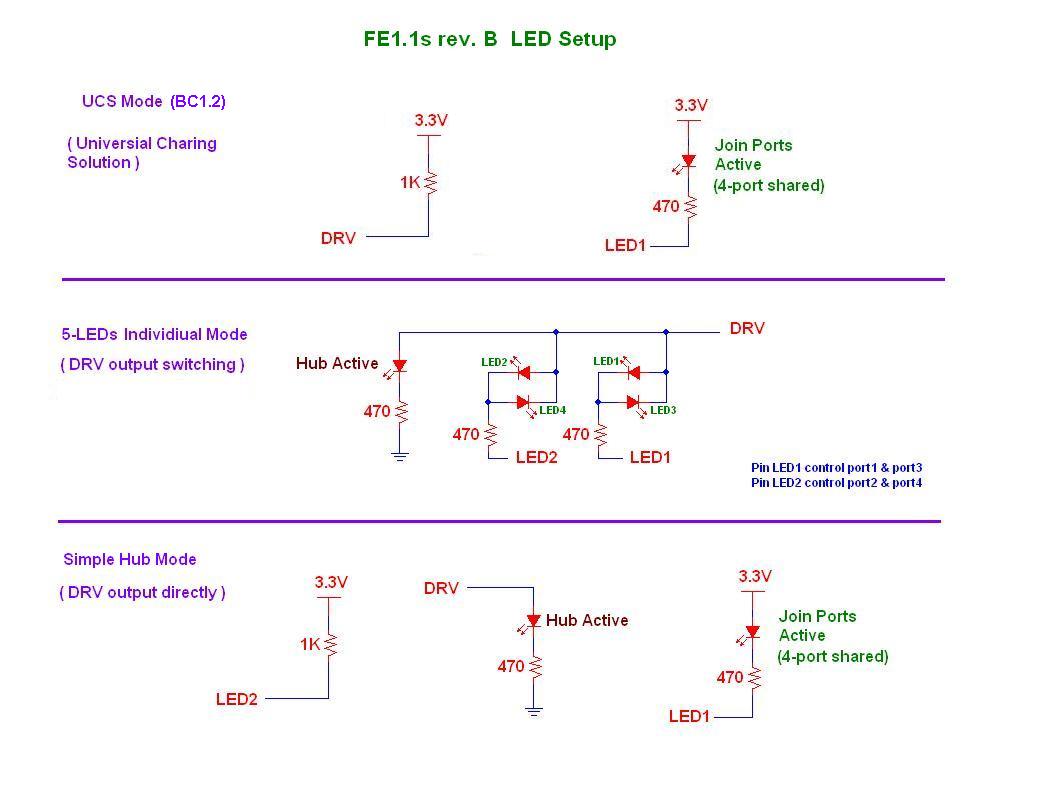 FE1.1s rev. B LED Setup
UCS Mode (BC1.2)
( Universial Charing
Solution )
3.3V
1K
DRV
3.3V
Join Ports
Active
(4-port shared)
470
LED1
5-LEDs Individiual Mode
( DRV output switching )
DRV
Hub Active
LED2
LED4
LED1
LED3
470
470
470
LED2
LED1
Pin LED1 control port1 & port3
Pin LED2 control port2 & port4
Simple Hub Mode
( DRV output directly )
3.3V
1K
LED2
DRV
Hub Active
470
3.3V
Join Ports
Active
(4-port shared)
470
LED1